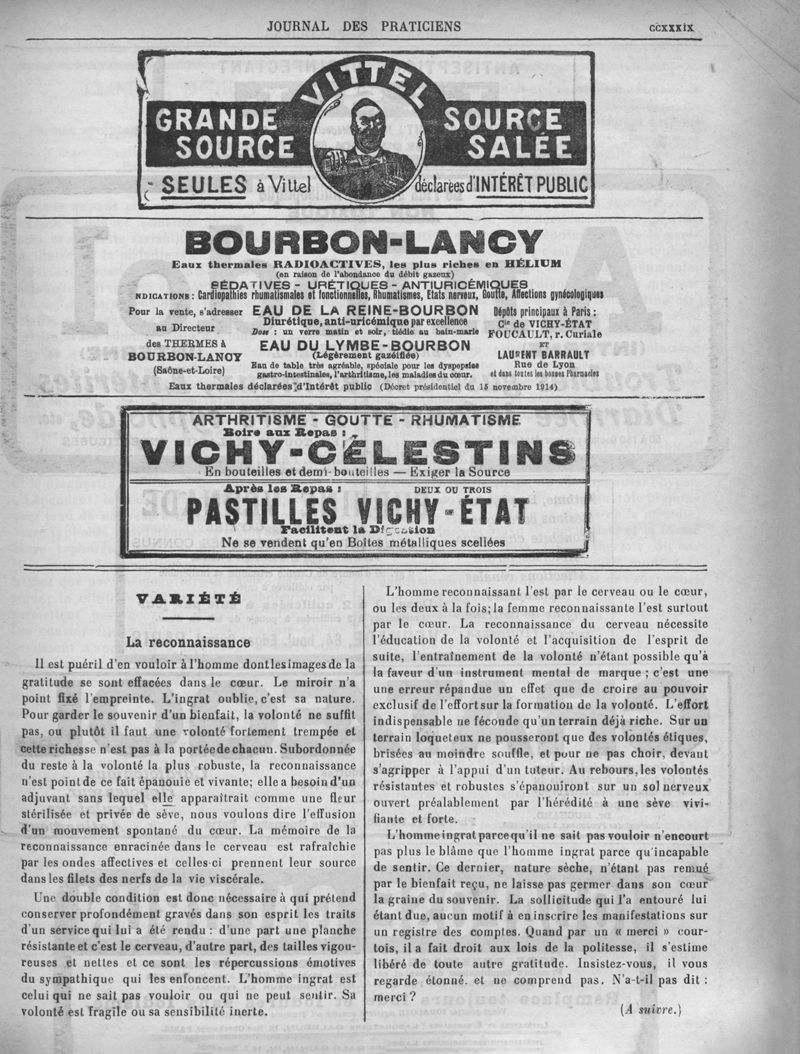 JOURNAL DES PRATICIENS
CCXXXIX
VITTEL
GRANDE SOURCE
SOURCE SALÉE
SEULES à Vittel déclarées d'INTÉRÊT PUBLIC
BOURBON-LANCY
Eaux thermales RADIOACTIVES, les plus riches en HÉLIUM
(en raison de l'abondance du débit gazeux)
SÉDATIVES - URÉTIQUES - ANTIURICÉMIQUES
NDICATIONS : Cardiopathies rhumatismales et fonctionnelles, Rhumatismes, Etats nerveux, Goutte, Affections gynécologiques
Pour la vente, s'adresser
au Directeur
des THERMES à
BOURBON-LANCY
(Saône-et-Loire)
EAU DE LA REINE-BOURBON
Diurétique, anti-uricémique par excellence
Dose : un verre matin et soir, tiédie au bain-marie
EAU DU LYMBE-BOURBON
(Légèrement gazéifiée)
Eau de table très agréable, spéciale pour les dyspepsies
gastro-intestinales, l'arthritisme, les maladies du cœur.
Dépôts principaux à Paris :
Cie de VICHY-ÉTAT
FOUCAULT, r. Curiale
ET
LAURENT BARRAULT
Rue de Lyon
et dans toutes les bonnes Pharmacies
Eaux thermales déclarées d'Intérêt public (Décret présidentiel du 15 novembre 1914)
ARTHRITISME - GOUTTE - RHUMATISME
Boire aux Repas :
VICHY-CÉLESTINS
En bouteilles et demi-bouteilles — Exiger la Source
Après les Repas : DEUX OU TROIS
PASTILLES VICHY-ÉTAT
Facilitent la Digestion
Ne se vendent qu'en Boîtes métalliques scellées
VARIÉTÉ
La reconnaissance
Il est puéril d'en vouloir à l'homme dont les images de la
gratitude se sont effacées dans le cœur. Le miroir n'a
point fixé l'empreinte. L'ingrat oublie, c'est sa nature.
Pour garder le souvenir d'un bienfait, la volonté ne suffit
pas, ou plutôt il faut une volonté fortement trempée et
cette richesse n'est pas à la portée de chacun. Subordonnée
du reste à la volonté la plus robuste, la reconnaissance
n'est point de ce fait épanouie et vivante; elle a besoin d'un
adjuvant sans lequel elle apparaîtrait comme une fleur
stérilisée et privée de sève, nous voulons dire l'effusion
d'un mouvement spontané du cœur. La mémoire de la
reconnaissance enracinée dans le cerveau est rafraîchie
par les ondes affectives et celles-ci prennent leur source
dans les filets des nerfs de la vie viscérale.
Une double condition est donc nécessaire à qui prétend
conserver profondément gravés dans son esprit les traits
d'un service qui lui a été rendu : d'une part une planche
résistante et c'est le cerveau, d'autre part, des tailles vigou-
reuses et nettes et ce sont les répercussions émotives
du sympathique qui les enfoncent. L'homme ingrat est
celui qui ne sait pas vouloir ou qui ne peut sentir. Sa
volonté est fragile ou sa sensibilité inerte.
L'homme reconnaissant l'est par le cerveau ou le cœur,
ou les deux à la fois; la femme reconnaissante l'est surtout
par le cœur. La reconnaissance du cerveau nécessite
l'éducation de la volonté et l'acquisition de l'esprit de
suite, l'entraînement de la volonté n'étant possible qu'à
la faveur d'un instrument mental de marque ; c'est une
une erreur répandue un effet que de croire au pouvoir
exclusif de l'effort sur la formation de la volonté. L'effort
indispensable ne féconde qu'un terrain déjà riche. Sur un
terrain loqueteux ne pousseront que des volontés étiques,
brisées au moindre souffle, et pour ne pas choir, devant
s'agripper à l'appui d'un tuteur. Au rebours, les volontés
résistantes et robustes s'épanouiront sur un sol nerveux
ouvert préalablement par l'hérédité à une sève vivi-
fiante et forte.
L'homme ingrat parce qu'il ne sait pas vouloir n'encourt
pas plus le blâme que l'homme ingrat parce qu'incapable
de sentir. Ce dernier, nature sèche, n'étant pas remué
par le bienfait reçu, ne laisse pas germer dans son cœur
la graine du souvenir. La sollicitude qui l'a entouré lui
étant due, aucun motif à en inscrire les manifestations sur
un registre des comptes. Quand par un « merci » cour-
tois, il a fait droit aux lois de la politesse, il s'estime
libéré de toute autre gratitude. Insistez-vous, il vous
regarde étonné et ne comprend pas. N'a-t-il pas dit :
merci ?
(A suivre.)